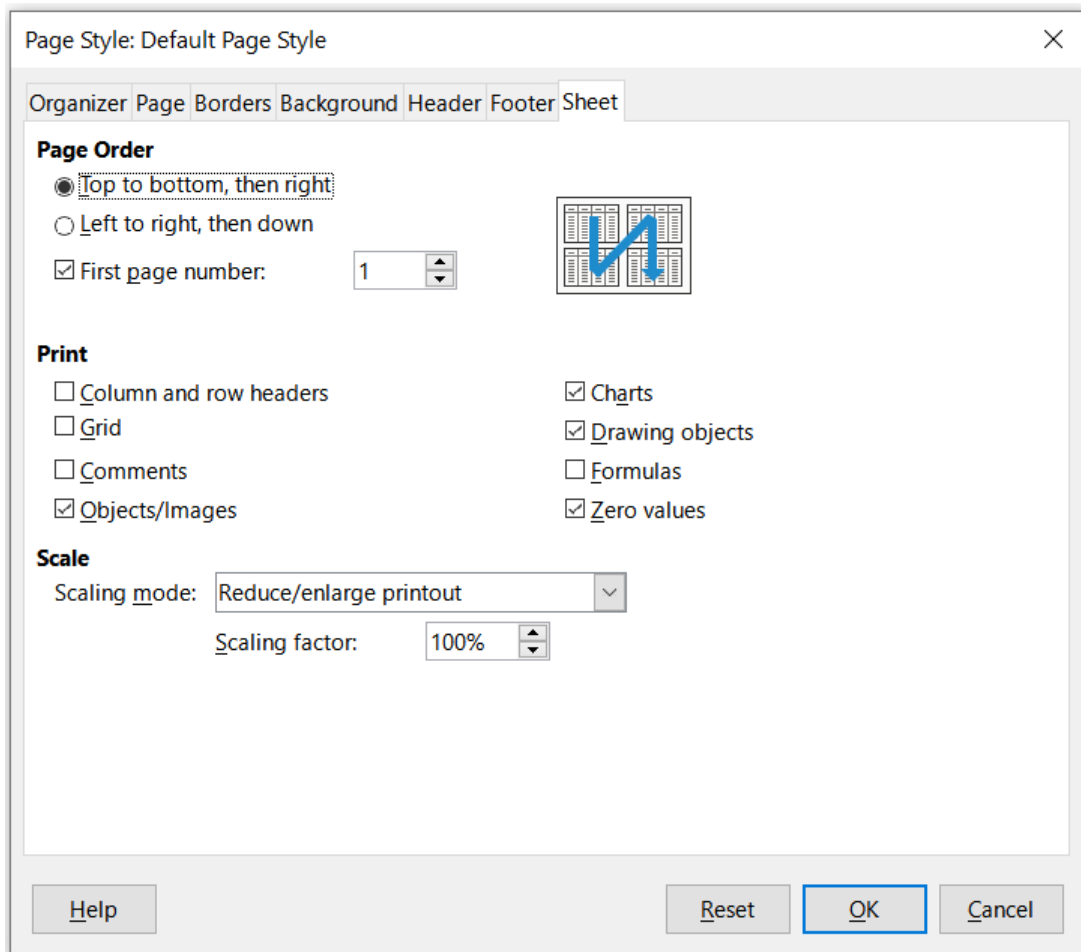 Page Style: Default Page Style
Organizer Page Borders Background Header Footer Sheet
Page Order
Top to bottom, then right
Left to right, then down
First page number: 1
Print
Column and row headers
Grid
Comments
Objects/Images
Charts
Drawing objects
Formulas
Zero values
Scale
Scaling mode: Reduce/enlarge printout
Scaling factor: 100%
Help Reset OK Cancel